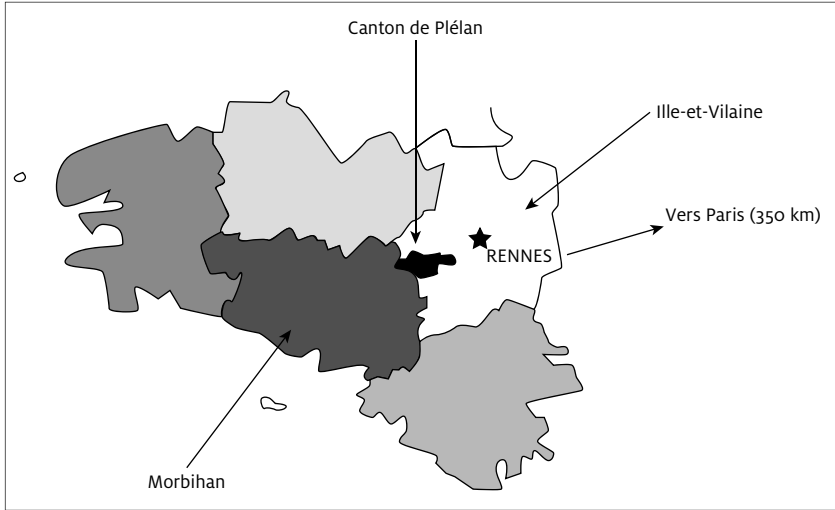 Canton de Plélan
Ille-et-Vilaine
Vers Paris (350 km)
RENNES
Morbihan